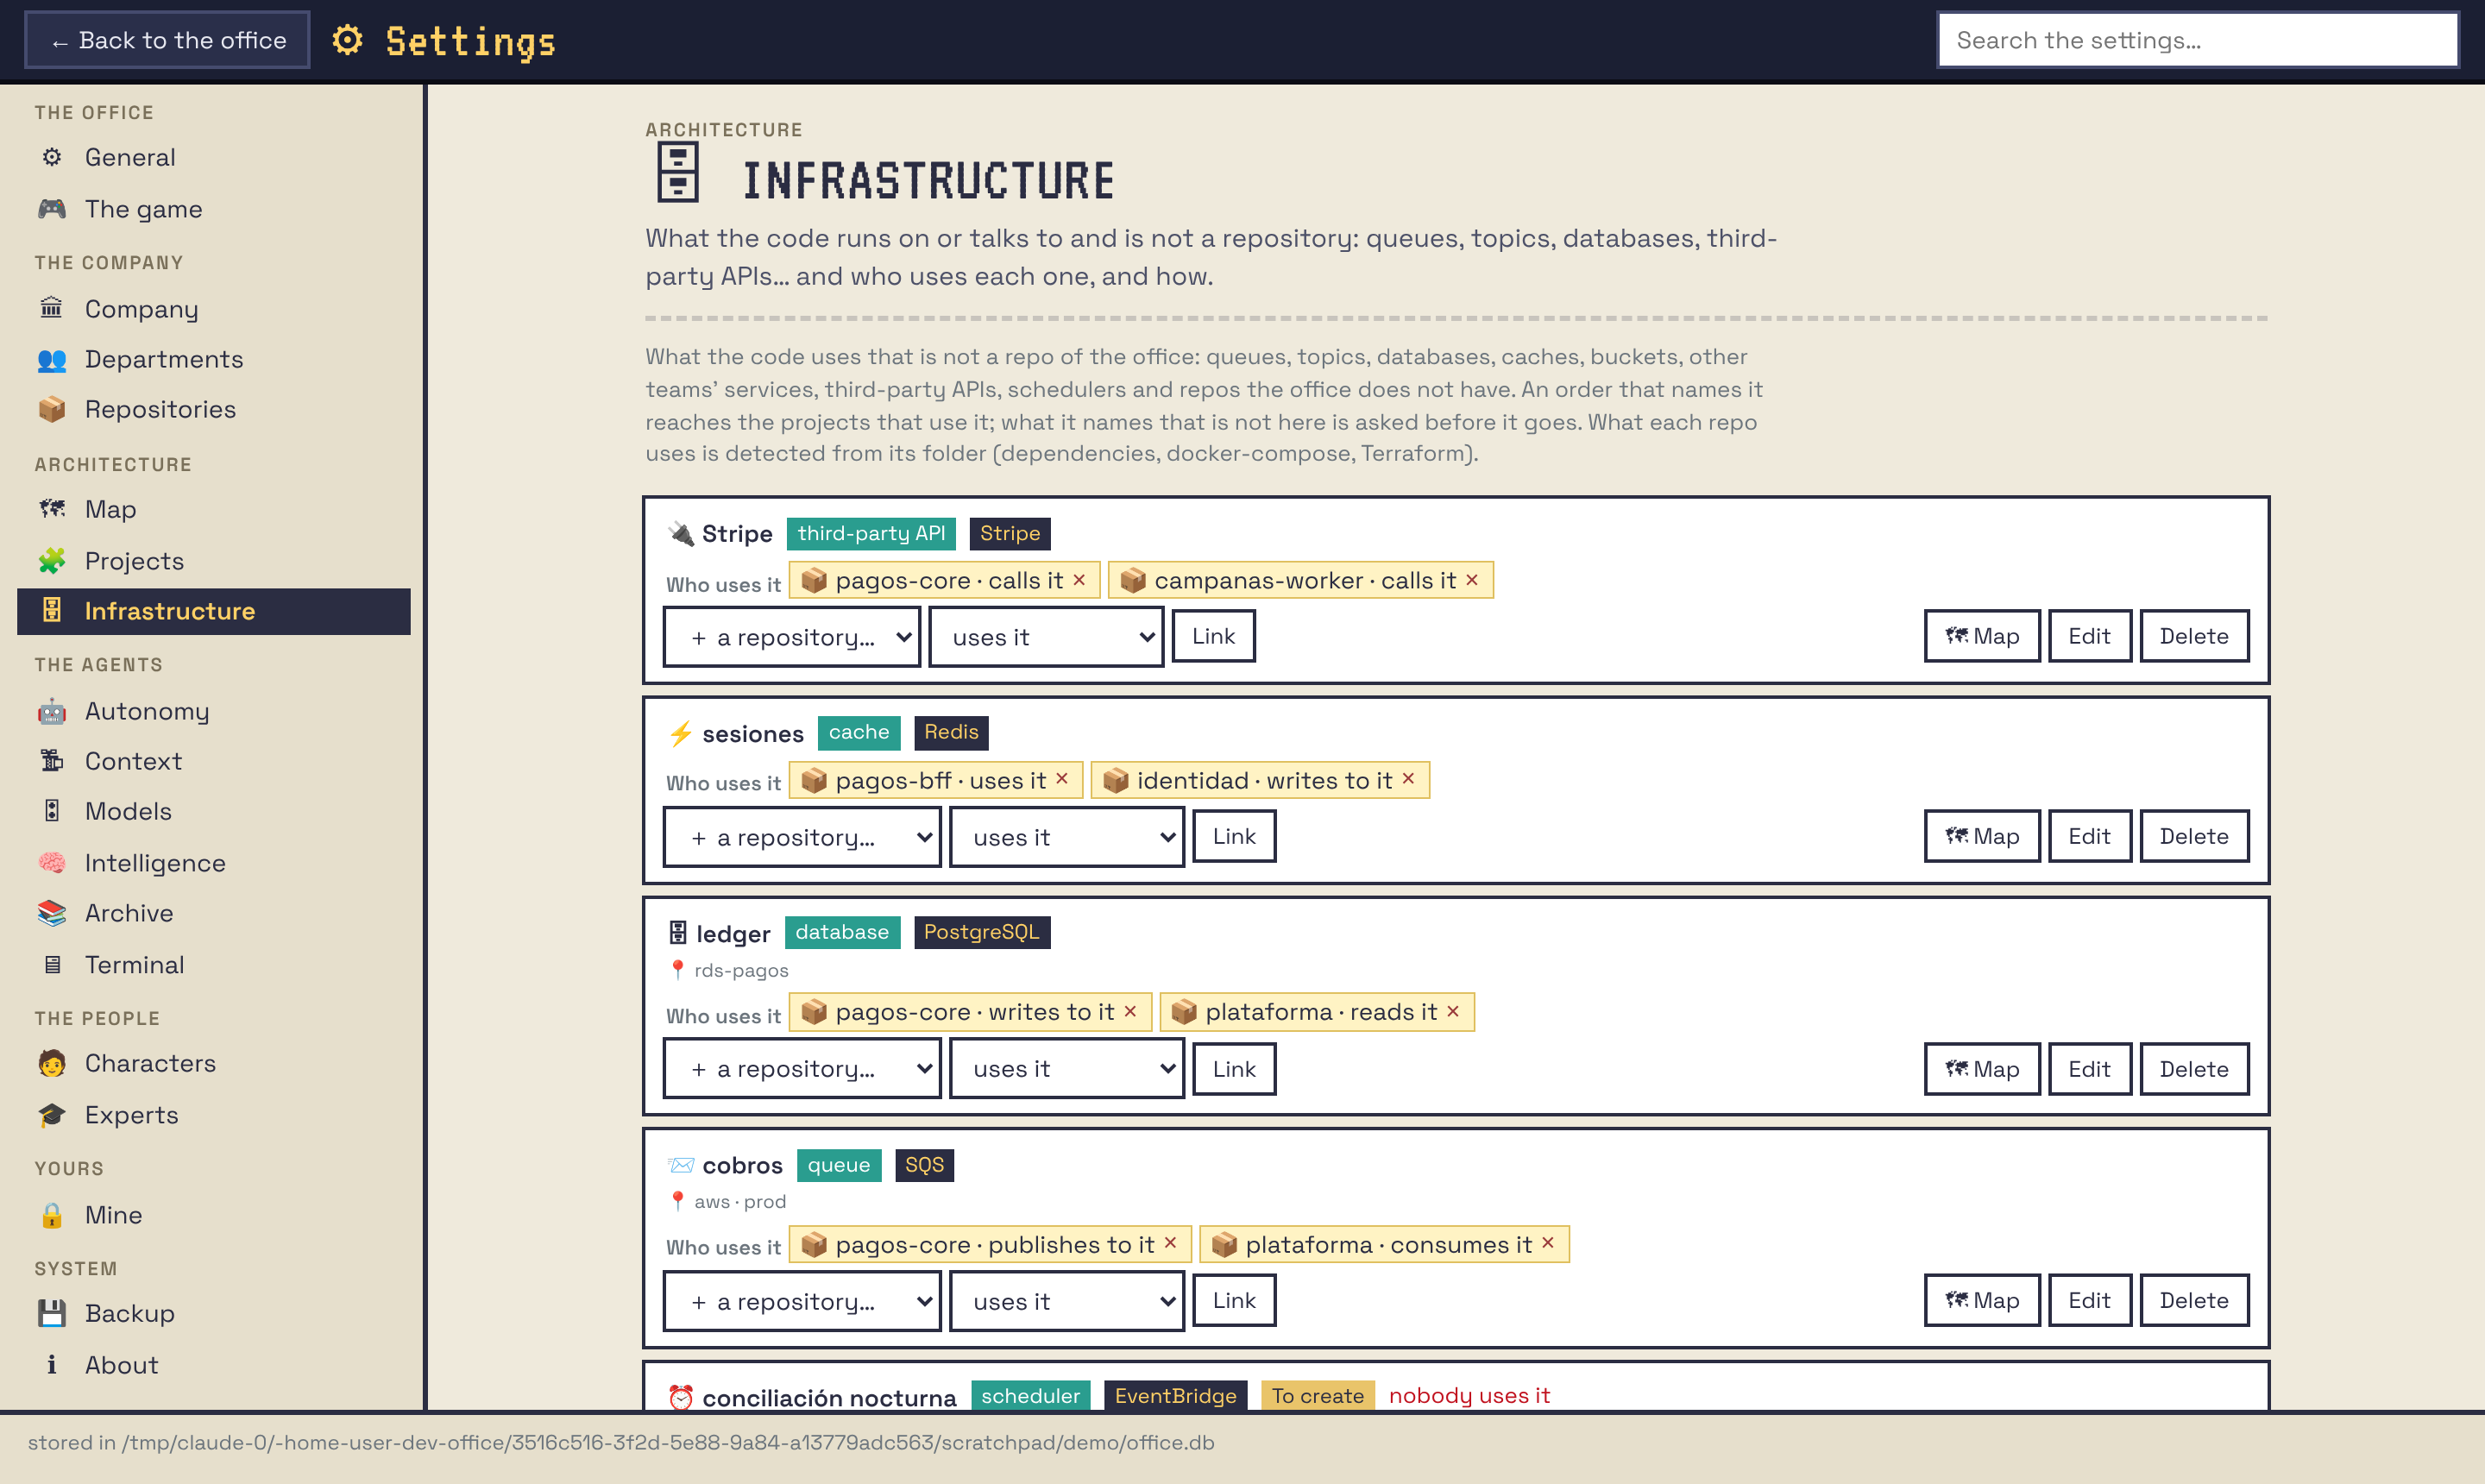 ← Back to the office
⚙ Settings
Search the settings...
THE OFFICE
General
The game
THE COMPANY
Company
Departments
Repositories
ARCHITECTURE
Map
Projects
Infrastructure
THE AGENTS
Autonomy
Context
Models
Intelligence
Archive
Terminal
THE PEOPLE
Characters
Experts
YOURS
Mine
SYSTEM
Backup
About
ARCHITECTURE
INFRASTRUCTURE
What the code runs on or talks to and is not a repository: queues, topics, databases, third-
party APIs... and who uses each one, and how.
What the code uses that is not a repo of the office: queues, topics, databases, caches, buckets, other
teams’ services, third-party APIs, schedulers and repos the office does not have. An order that names it
reaches the projects that use it; what it names that is not here is asked before it goes. What each repo
uses is detected from its folder (dependencies, docker-compose, Terraform).
Stripe third-party API Stripe
Who uses it pagos-core · calls it × campanas-worker · calls it ×
+ a repository... uses it Link Map Edit Delete
sesiones cache Redis
Who uses it pagos-bff · uses it × identidad · writes to it ×
+ a repository... uses it Link Map Edit Delete
ledger database PostgreSQL
rds-pagos
Who uses it pagos-core · writes to it × plataforma · reads it ×
+ a repository... uses it Link Map Edit Delete
cobros queue SQS
aws · prod
Who uses it pagos-core · publishes to it × plataforma · consumes it ×
+ a repository... uses it Link Map Edit Delete
conciliación nocturna scheduler EventBridge To create nobody uses it
stored in /tmp/claude-0/-home-user-dev-office/3516c516-3f2d-5e88-9a84-a13779adc563/scratchpad/demo/office.db